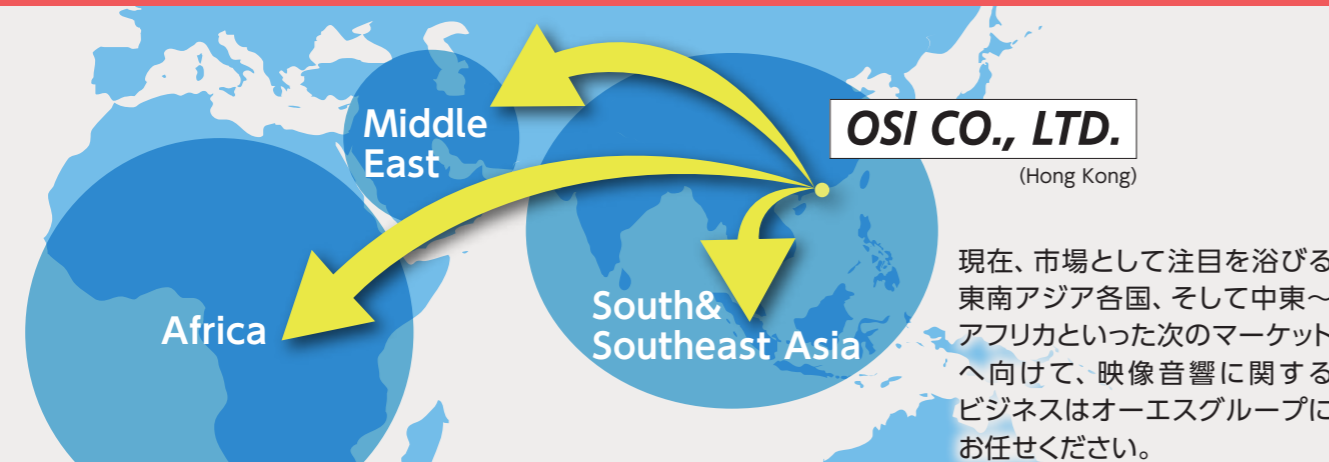 Middle
East
OSI CO., LTD.
(Hong Kong)
Africa
South&
Southeast Asia
現在、市場として注目を浴びる
東南アジア各国、そして中東～
アフリカといった次のマーケット
へ向けて、映像音響に関する
ビジネスはオーエスグループに
お任せください。